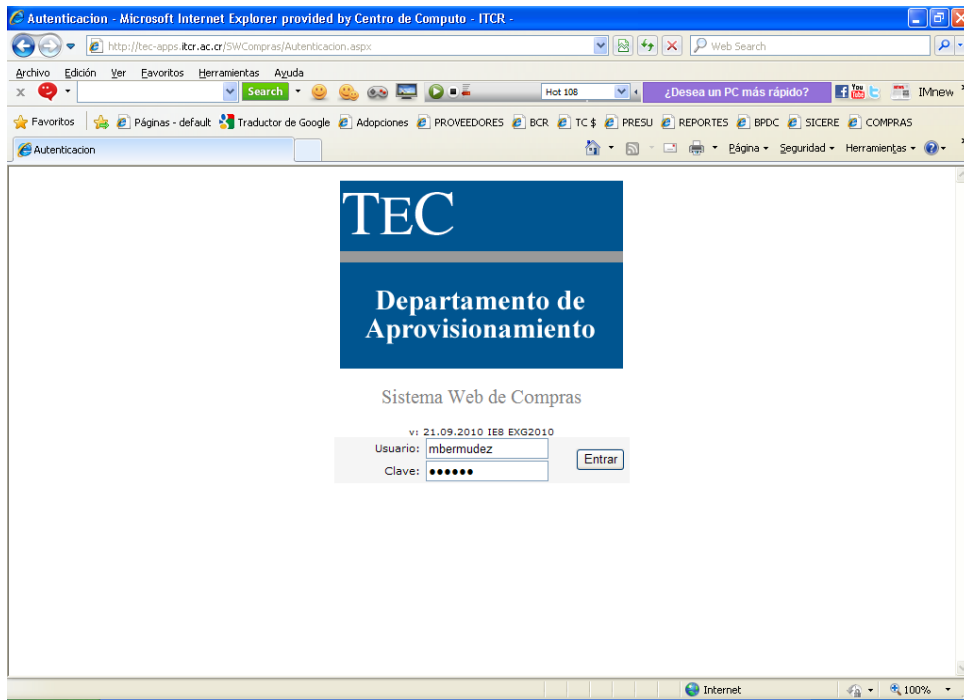 Autenticacion - Microsoft Internet Explorer provided by Centro de Computo - ITCR -
http://tec-apps.itcr.ac.cr/SWCompras/Autenticacion.aspx Web Search
Archivo Edición Ver Favoritos Herramientas Ayuda
x Search Hot 108 ¿Desea un PC más rápido? You Tube IMnew
Favoritos Páginas - default Traductor de Google Adopciones PROVEEDORES BCR TC $ PRESU REPORTES BPDC SICERE COMPRAS
Autenticacion Página Seguridad Herramientas
TEC
Departamento de
Aprovisionamiento
Sistema Web de Compras
v: 21.09.2010 IE8 EXG2010
Usuario: mbermudez
Entrar
Clave: ●●●●●●
Internet 100%